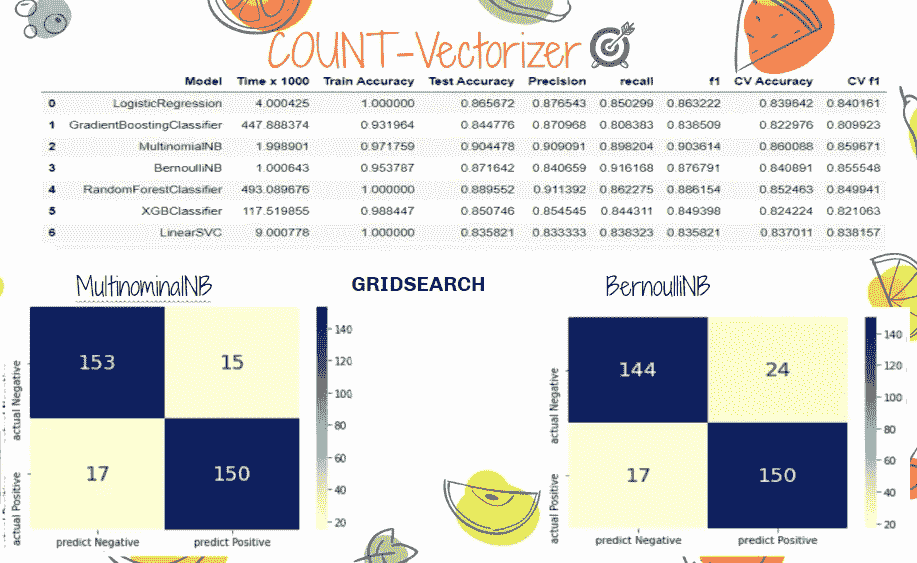 COUNT-Vectorizer
Model Time x 1000 Train Accuracy Test Accuracy Precision recall f1 CV Accuracy CV f1
0 LogisticRegression 4.000425 1.000000 0.865672 0.876543 0.850299 0.863222 0.839642 0.840161
1 GradientBoostingClassifier 447.888374 0.931964 0.844776 0.870968 0.808383 0.838509 0.822976 0.809923
2 MultinomialNB 1.998901 0.971759 0.904478 0.909091 0.898204 0.903614 0.860088 0.859671
3 BernoulliNB 1.000643 0.953787 0.871642 0.840659 0.916168 0.876791 0.840891 0.855548
4 RandomForestClassifier 493.089676 1.000000 0.889552 0.911392 0.862275 0.886154 0.852463 0.849941
5 XGBClassifier 117.519855 0.988447 0.850746 0.854545 0.844311 0.849398 0.824224 0.821063
6 LinearSVC 9.000778 1.000000 0.835821 0.833333 0.838323 0.835821 0.837011 0.838157
MultinominalNB GRIDSEARCH BernoulliNB
actual Negative 153 15
actual Positive 17 150
predict Negative predict Positive
140
120
100
80
60
40
20
actual Negative 144 24
actual Positive 17 150
predict Negative predict Positive
140
120
100
80
60
40
20